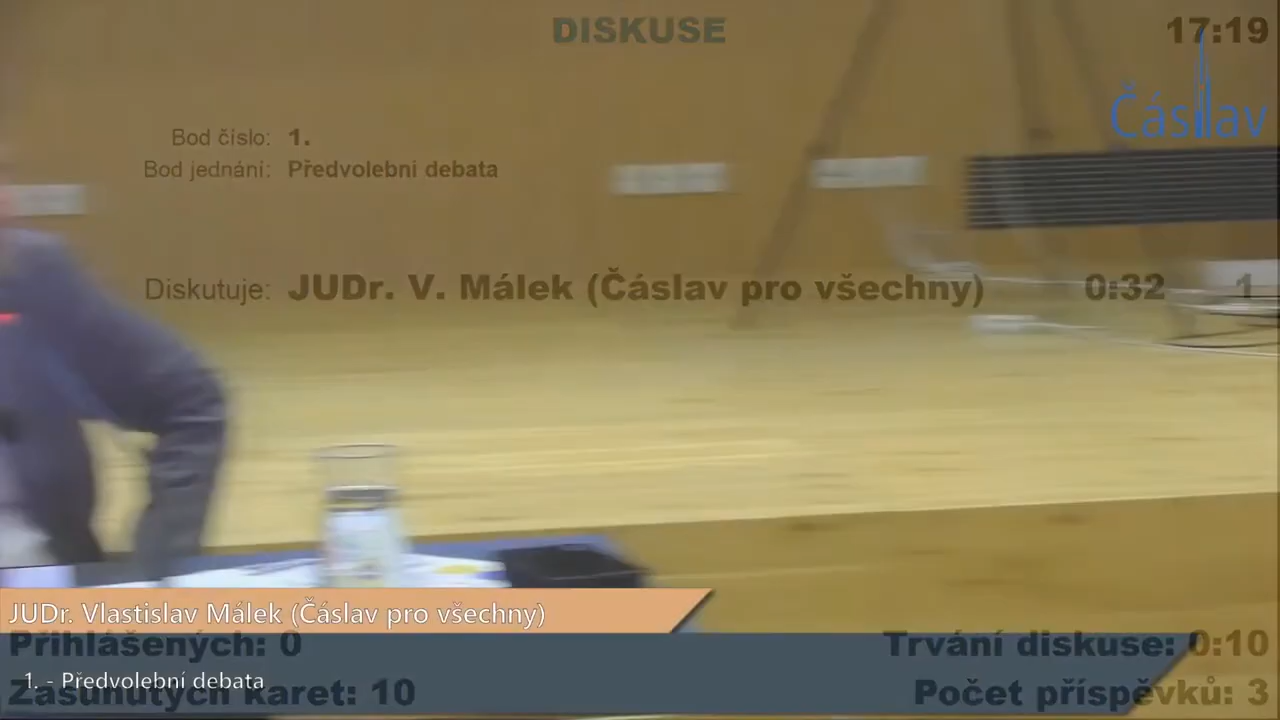 DISKUSE
17:19
Čáslav
Bod číslo: 1.
Bod jednání: Předvolební debata
Diskutuje: JUDr. V. Málek (Čáslav pro všechny) 0:32 1
JUDr. Vlastislav Málek (Čáslav pro všechny)
Přihlášených: 0
Trvání diskuse: 0:10
1. - Předvolební debata
Zasunutých karet: 10
Počet příspěvků: 3